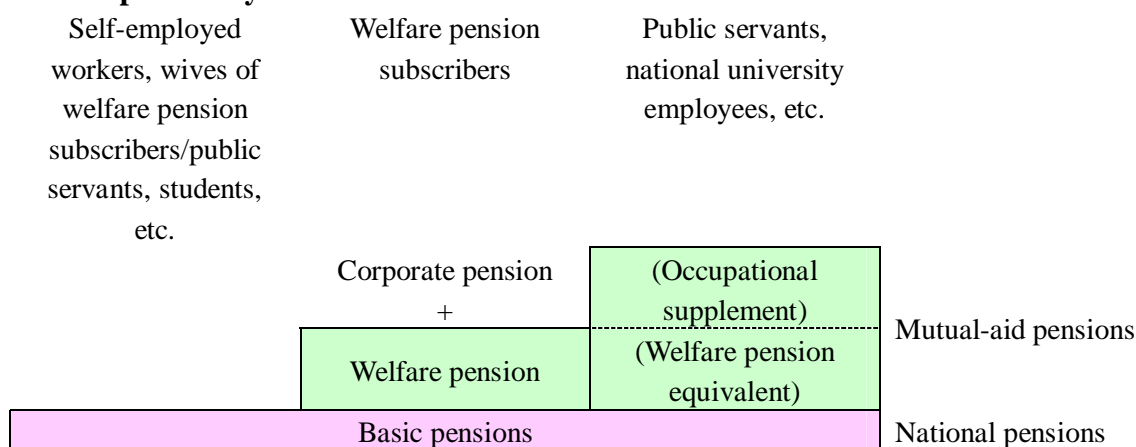 Self-employed
workers, wives of
welfare pension
subscribers/public
servants, students,
etc.
Welfare pension
subscribers
Public servants,
national university
employees, etc.
Corporate pension
+
(Occupational
supplement)
Mutual-aid pensions
Welfare pension
(Welfare pension
equivalent)
Basic pensions
National pensions